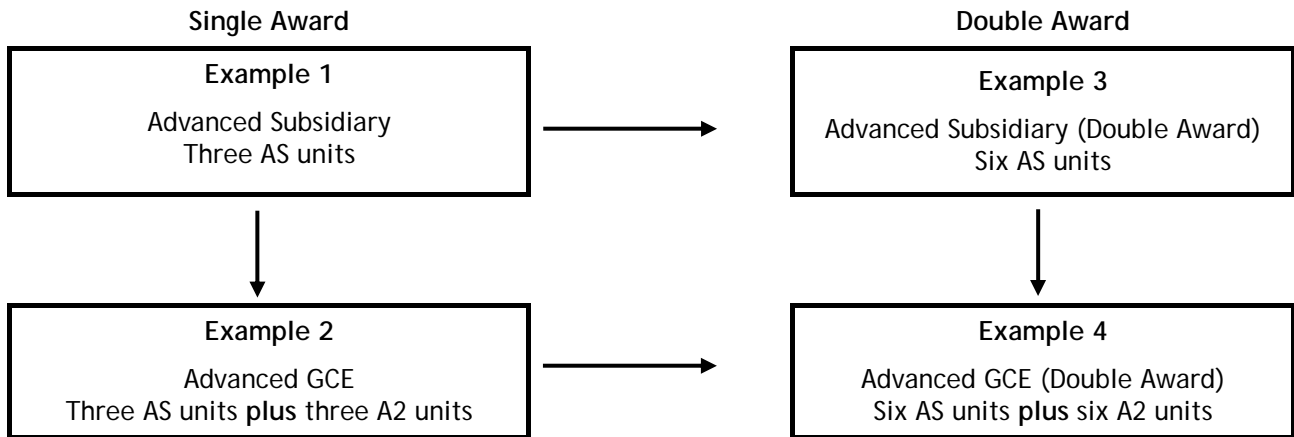 Single Award
Double Award
Example 1
Advanced Subsidiary
Three AS units
Example 3
Advanced Subsidiary (Double Award)
Six AS units
Example 2
Advanced GCE
Three AS units plus three A2 units
Example 4
Advanced GCE (Double Award)
Six AS units plus six A2 units